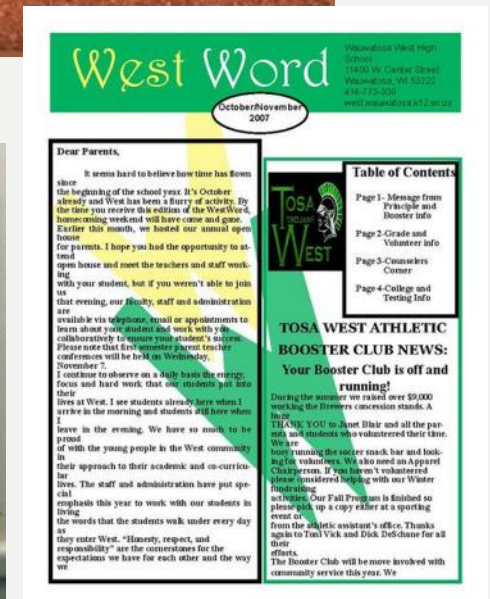 West Word
Wauwatosa West High
School
11400 W. Center Street
Wauwatosa, WI 53222
414-773-300
west.wauwatosa.k12.wi.us
October/November
2007
Dear Parents,
It seems hard to believe how time has flown
since
the beginning of the school year. It's October
already and West has been a flurry of activity. By
the time you receive this edition of the WestWord,
homecoming weekend will have come and gone.
Earlier this month, we hosted our annual open
house
for parents. I hope you had the opportunity to at-
tend
open house and meet the teachers and staff work-
ing
with your student, but if you weren't able to join
us
that evening, our faculty, staff and administration
are
available via telephone, email or appointments to
learn about your student and work with you
collaboratively to ensure your student's success.
Please note that first semester parent teacher
conferences will be held on Wednesday,
November 7.
I continue to observe on a daily basis the energy,
focus and hard work that our students put into
their
lives at West. I see students already here when I
arrive in the morning and students still here when
I
leave in the evening. We have so much to be
proud
of with the young people in the West community
in
their approach to their academic and co-curricu-
lar
lives. The staff and administration have put spe-
cial
emphasis this year to work with our students in
living
the words that the students walk under every day
as
they enter West. "Honesty, respect, and
responsibility" are the cornerstones for the
expectations we have for each other and the way
we
TOSA
TROJANS
WEST
Table of Contents
Page 1- Message from
Principle and
Booster info
Page 2-Grade and
Volunteer info
Page 3-Counselers
Corner
Page 4-College and
Testing Info
TOSA WEST ATHLETIC
BOOSTER CLUB NEWS:
Your Booster Club is off and
running!
During the summer we raised over $9,000
working the Brewers concession stands. A
huge
THANK YOU to Janet Blair and all the par-
ents and students who volunteered their time.
We are
busy running the soccer snack bar and look-
ing for volunteers. We also need an Apparel
Chairperson. If you haven't volunteered
please considered helping with our Winter
fundraising
activities. Our Fall Program is finished so
please pick up a copy either at a sporting
event or
from the athletic assistant's office. Thanks
again to Toni Vick and Dick DeSchane for all
their
efforts.
The Booster Club will be move involved with
community service this year. We